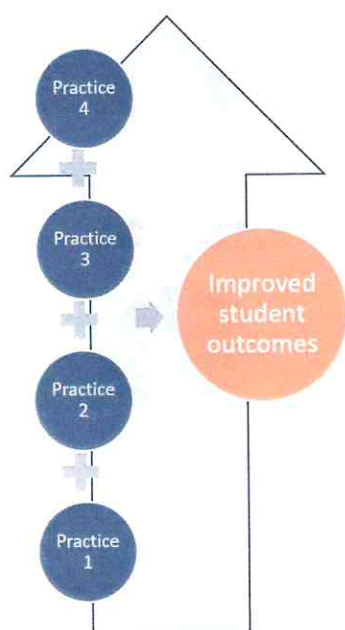 Practice
4
Practice
3
Improved
student
outcomes
Practice
2
Practice
1